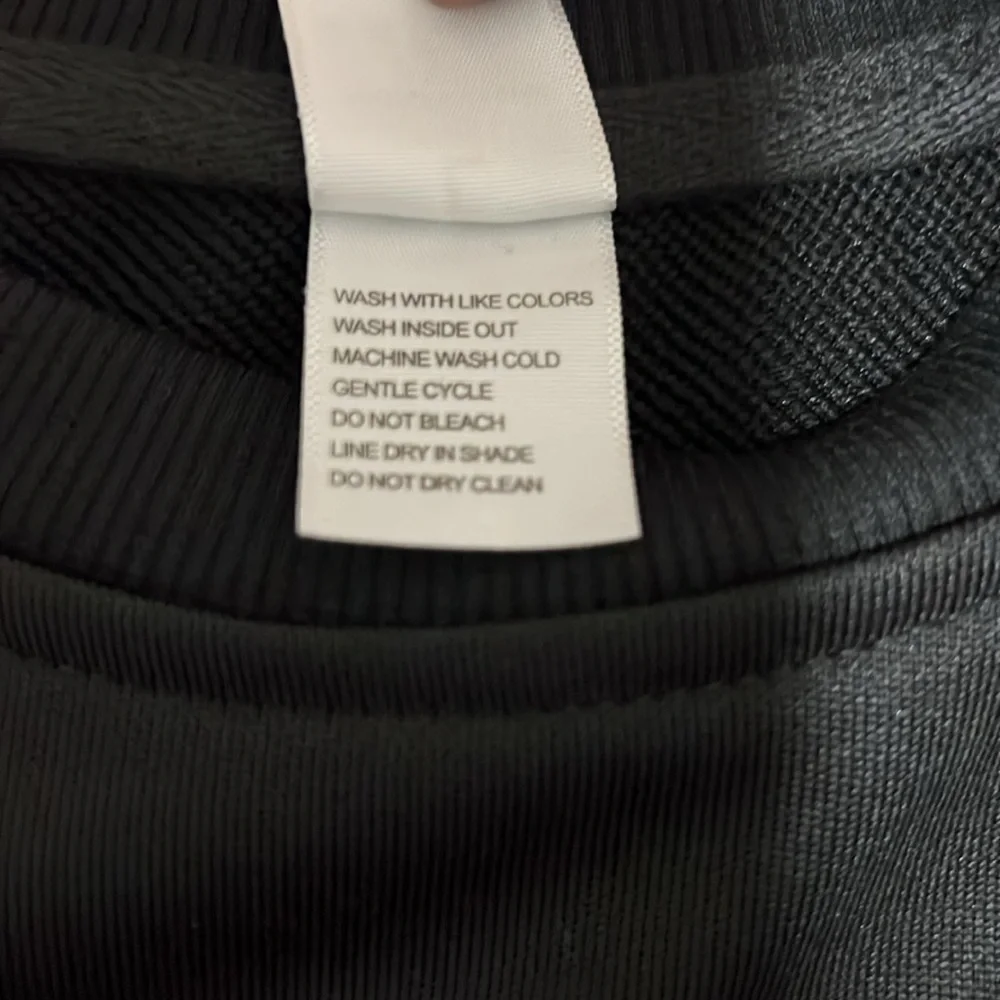 WASH WITH LIKE COLORS
WASH INSIDE OUT
MACHINE WASH COLD
GENTLE CYCLE
DO NOT BLEACH
LINE DRY IN SHADE
DO NOT DRY CLEAN